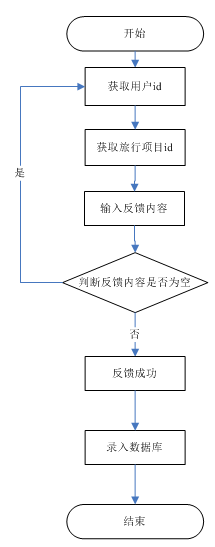 开始
获取用户id
获取旅行项目id
是
输入反馈内容
判断反馈内容是否为空
否
反馈成功
录入数据库
结束